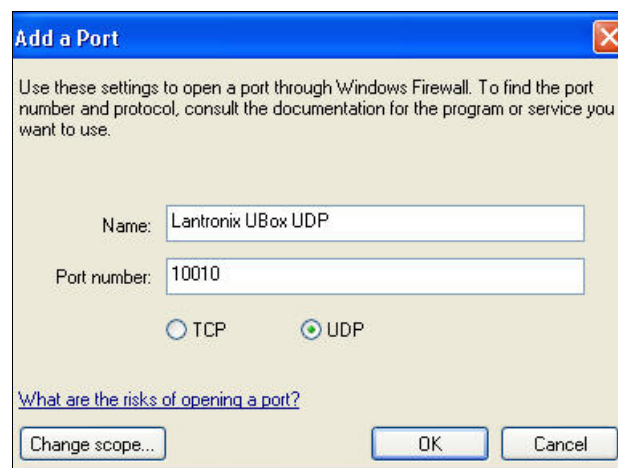 Add a Port
Use these settings to open a port through Windows Firewall. To find the port
number and protocol, consult the documentation for the program or service you
want to use.
Name: Lantronix UBox UDP
Port number: 10010
TCP UDP
What are the risks of opening a port?
Change scope... OK Cancel